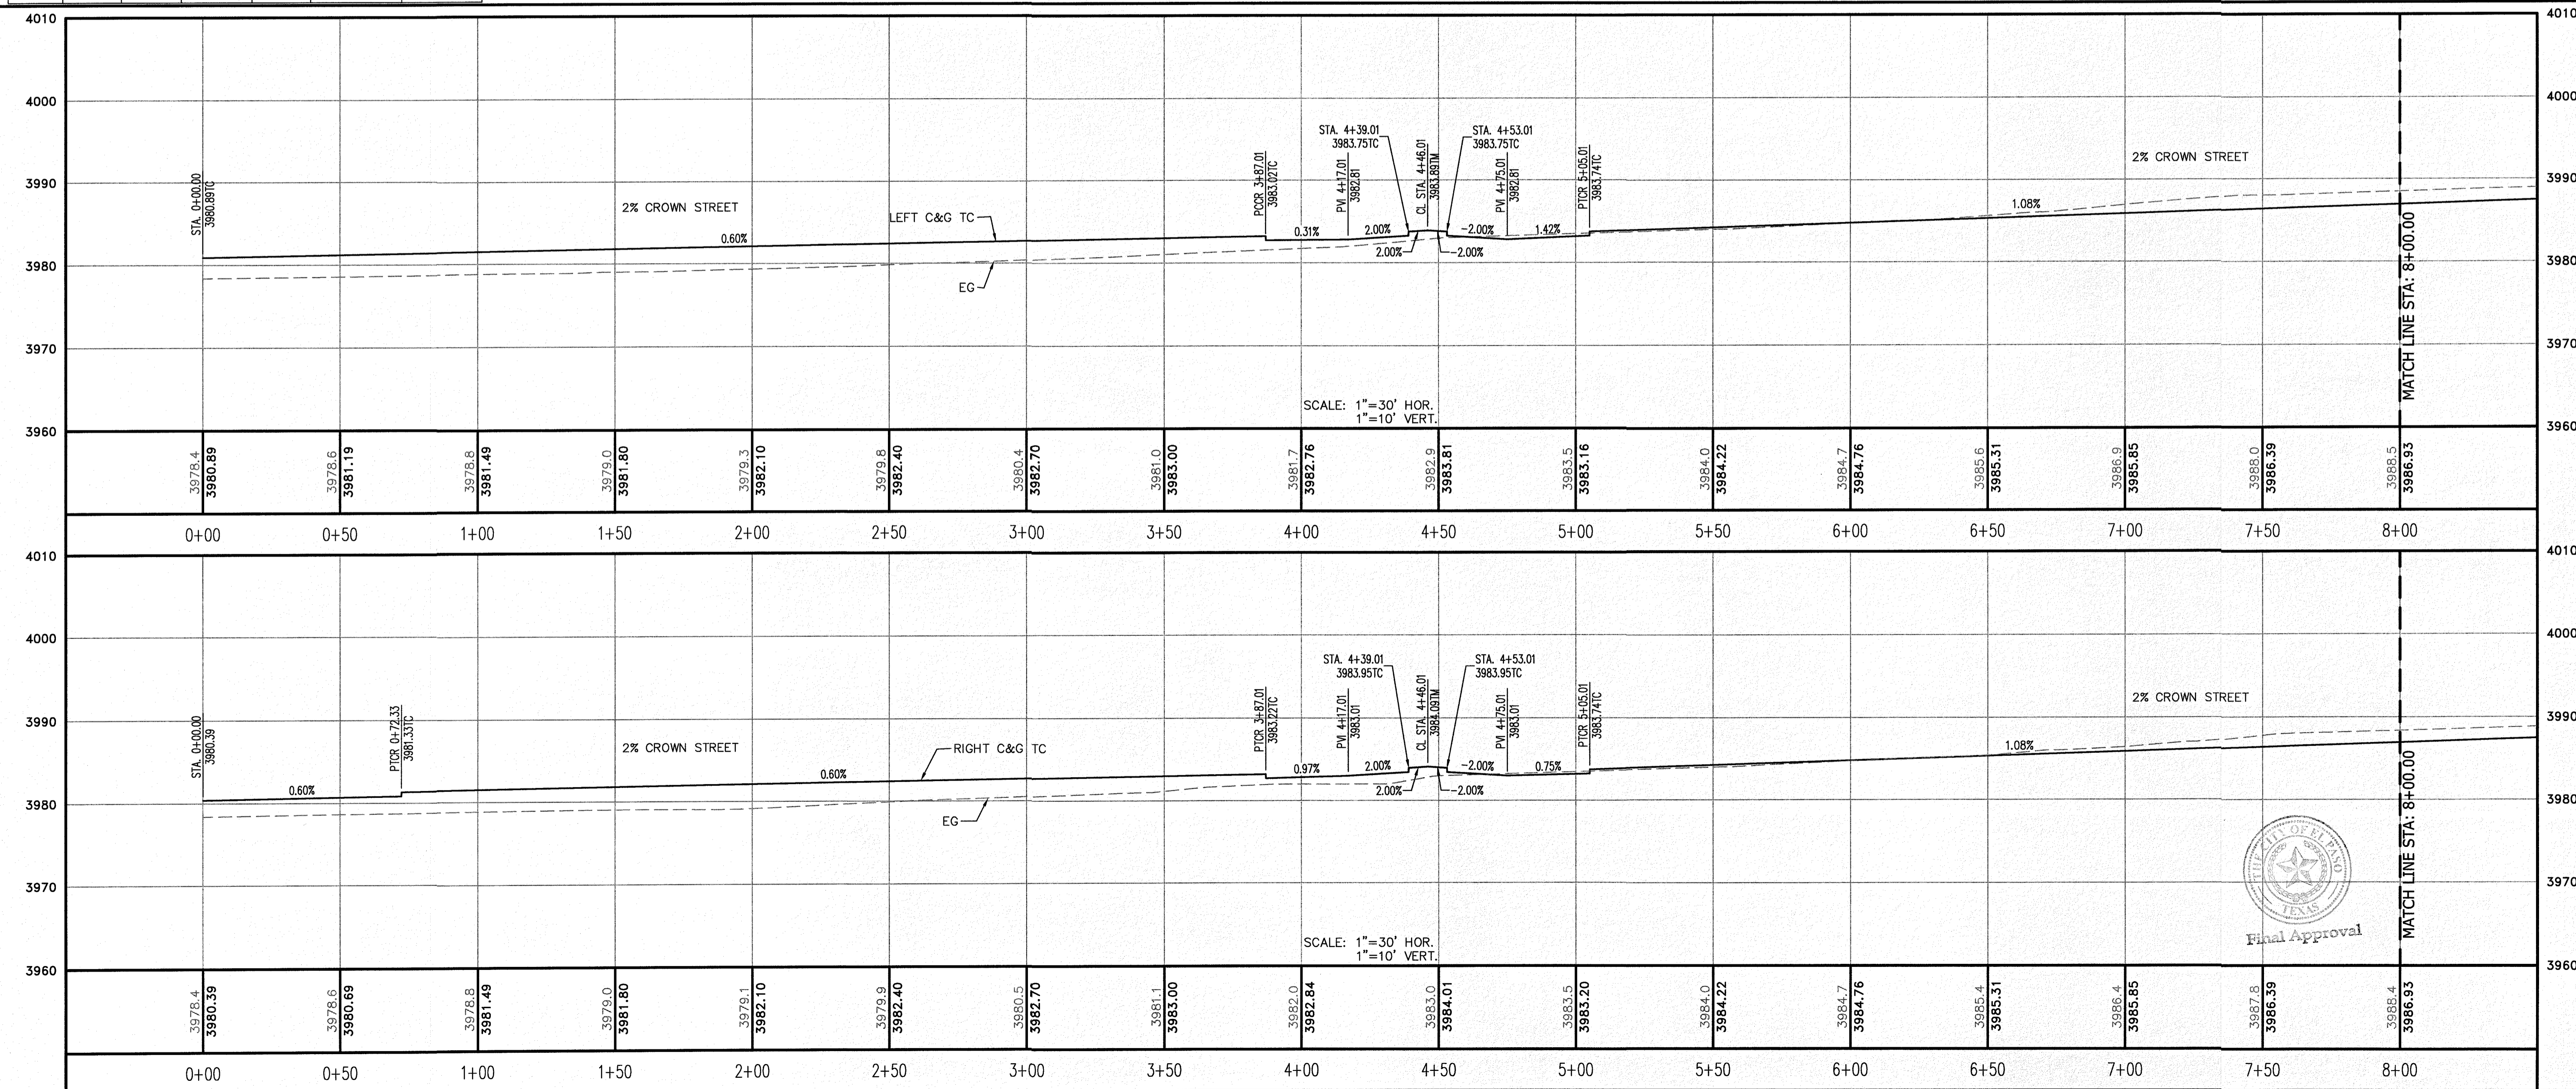 4010
4010
4000
4000
3990
3990
3980
3980
3970
3970
3960
3960
STA. 0+00.00
3980.89TC
2% CROWN STREET
0.60%
LEFT C&G TC
EG
PCCR 3+87.01
3983.02TC
0.31%
PVI 4+17.01
3982.81
2.00%
STA. 4+39.01
3983.75TC
2.00%
CL STA. 4+46.01
3983.89TM
-2.00%
STA. 4+53.01
3983.75TC
-2.00%
PVI 4+75.01
3982.81
1.42%
PTCR 5+05.01
3983.74TC
1.08%
2% CROWN STREET
MATCH LINE STA: 8+00.00
SCALE: 1"=30' HOR.
1"=10' VERT.
3978.4
3980.89
3978.6
3981.19
3978.8
3981.49
3979.0
3981.80
3979.3
3982.10
3979.8
3982.40
3980.4
3982.70
3981.0
3983.00
3981.7
3982.76
3982.9
3983.81
3983.5
3983.16
3984.0
3984.22
3984.7
3984.76
3985.6
3985.31
3986.9
3985.85
3988.0
3986.39
3988.5
3986.93
0+00 0+50 1+00 1+50 2+00 2+50 3+00 3+50 4+00 4+50 5+00 5+50 6+00 6+50 7+00 7+50 8+00
4010
4010
4000
4000
3990
3990
3980
3980
3970
3970
3960
3960
STA. 0+00.00
3980.39
0.60%
PTCR 0+72.33
3981.33TC
2% CROWN STREET
0.60%
RIGHT C&G TC
EG
PTCR 3+87.01
3983.22TC
0.97%
PVI 4+17.01
3983.01
2.00%
STA. 4+39.01
3983.95TC
2.00%
CL STA. 4+46.01
3984.09TM
-2.00%
STA. 4+53.01
3983.95TC
-2.00%
PVI 4+75.01
3983.01
0.75%
PTCR 5+05.01
3983.74TC
1.08%
2% CROWN STREET
MATCH LINE STA: 8+00.00
THE CITY OF EL PASO
TEXAS
Final Approval
SCALE: 1"=30' HOR.
1"=10' VERT.
3978.4
3980.39
3978.6
3980.69
3978.8
3981.49
3979.0
3981.80
3979.1
3982.10
3979.9
3982.40
3980.5
3982.70
3981.1
3983.00
3982.0
3982.84
3983.0
3984.01
3983.5
3983.20
3984.0
3984.22
3984.7
3984.76
3985.4
3985.31
3986.4
3985.85
3987.8
3986.39
3988.4
3986.93
0+00 0+50 1+00 1+50 2+00 2+50 3+00 3+50 4+00 4+50 5+00 5+50 6+00 6+50 7+00 7+50 8+00